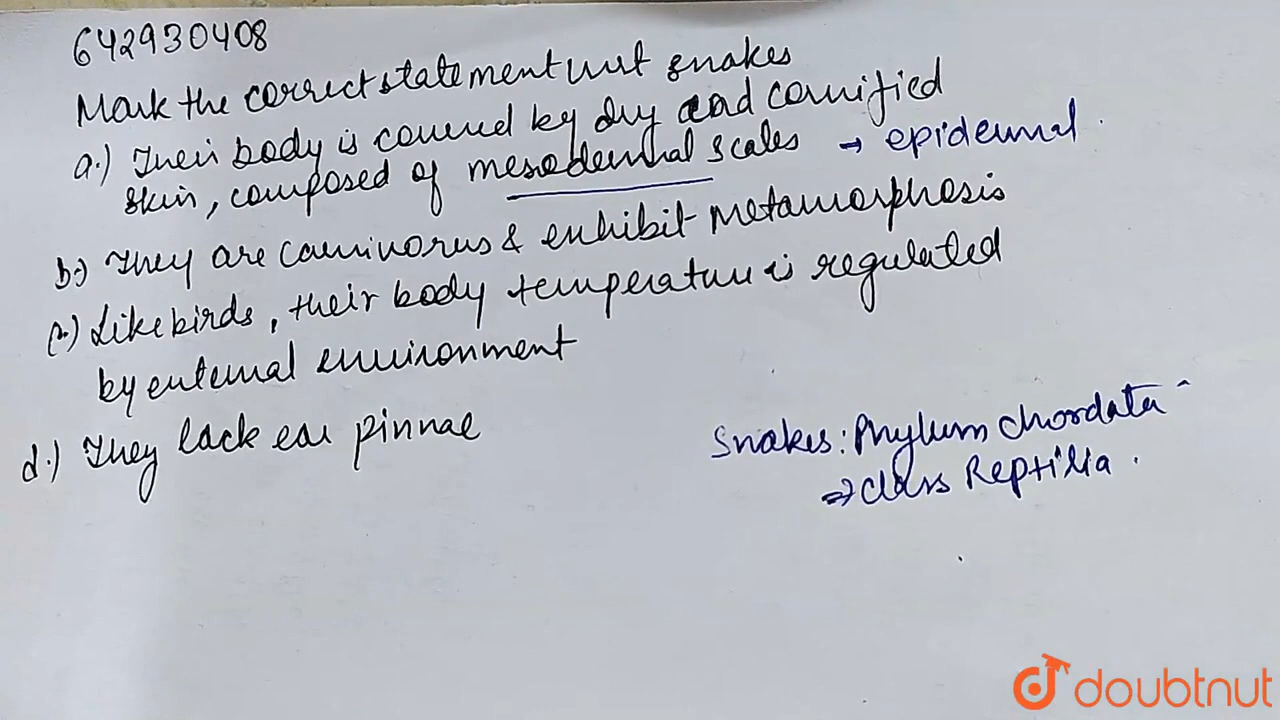 642930408
Mark the correct statement wrt snakes
a.) Their body is covered by dry and cornified
skin, composed of mesodermal scales → epidermal.
b.) They are carnivorus & exhibit metamorphosis
c.) Like birds, their body temperature is regulated
by external environment
d.) They lack ear pinnae
Snakes: Phylum chordata
⇒ class Reptilia.
doubtnut